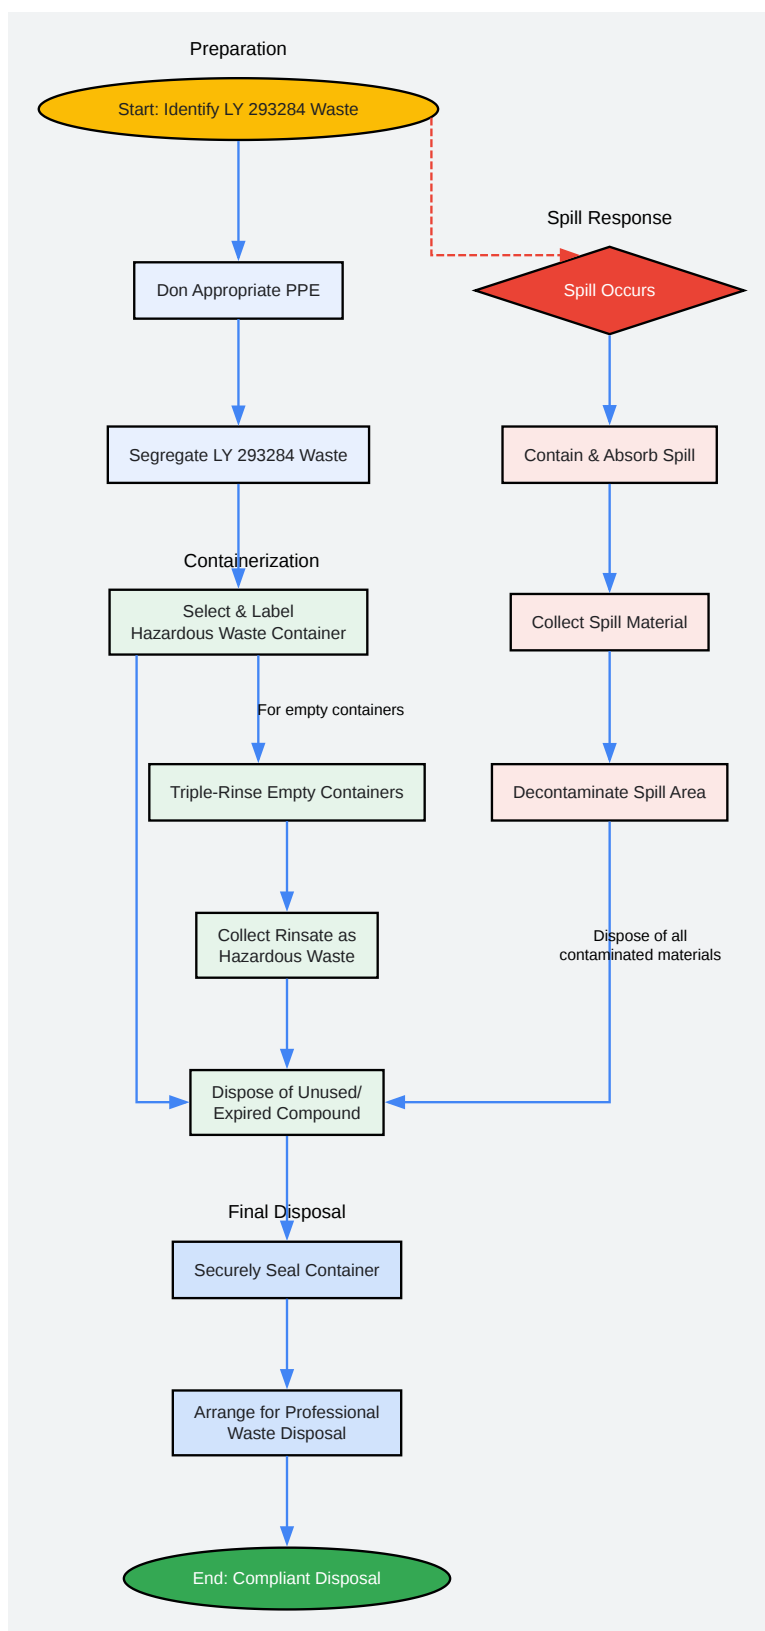 Preparation
Start: Identify LY 293284 Waste
Spill Response
Don Appropriate PPE
Spill Occurs
Segregate LY 293284 Waste
Contain & Absorb Spill
Containerization
Select & Label
Hazardous Waste Container
Collect Spill Material
For empty containers
Triple-Rinse Empty Containers
Decontaminate Spill Area
Collect Rinsate as
Hazardous Waste
Dispose of all
contaminated materials
Dispose of Unused/
Expired Compound
Final Disposal
Securely Seal Container
Arrange for Professional
Waste Disposal
End: Compliant Disposal